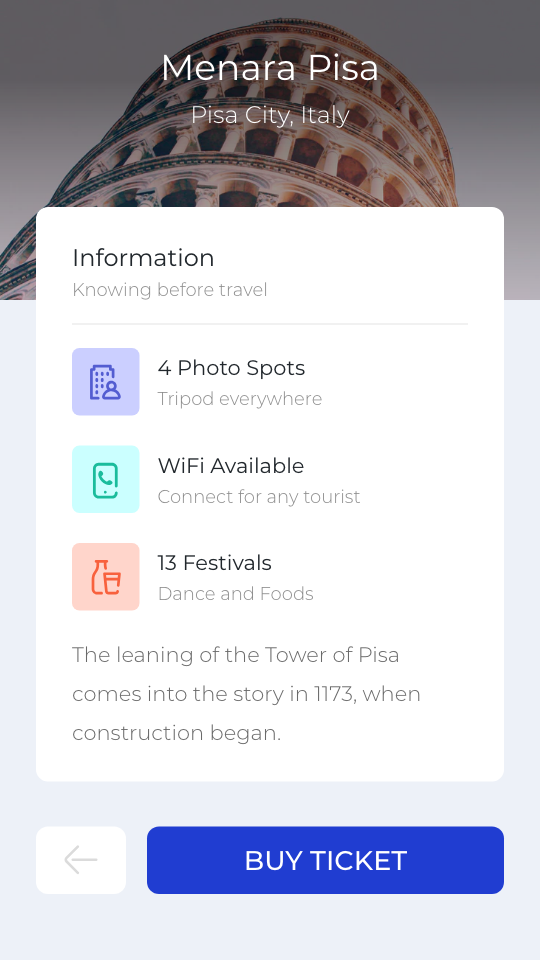 Menara Pisa
Pisa City, Italy
Information
Knowing before travel
4 Photo Spots
Tripod everywhere
WiFi Available
Connect for any tourist
13 Festivals
Dance and Foods
The leaning of the Tower of Pisa
comes into the story in 1173, when
construction began.
BUY TICKET